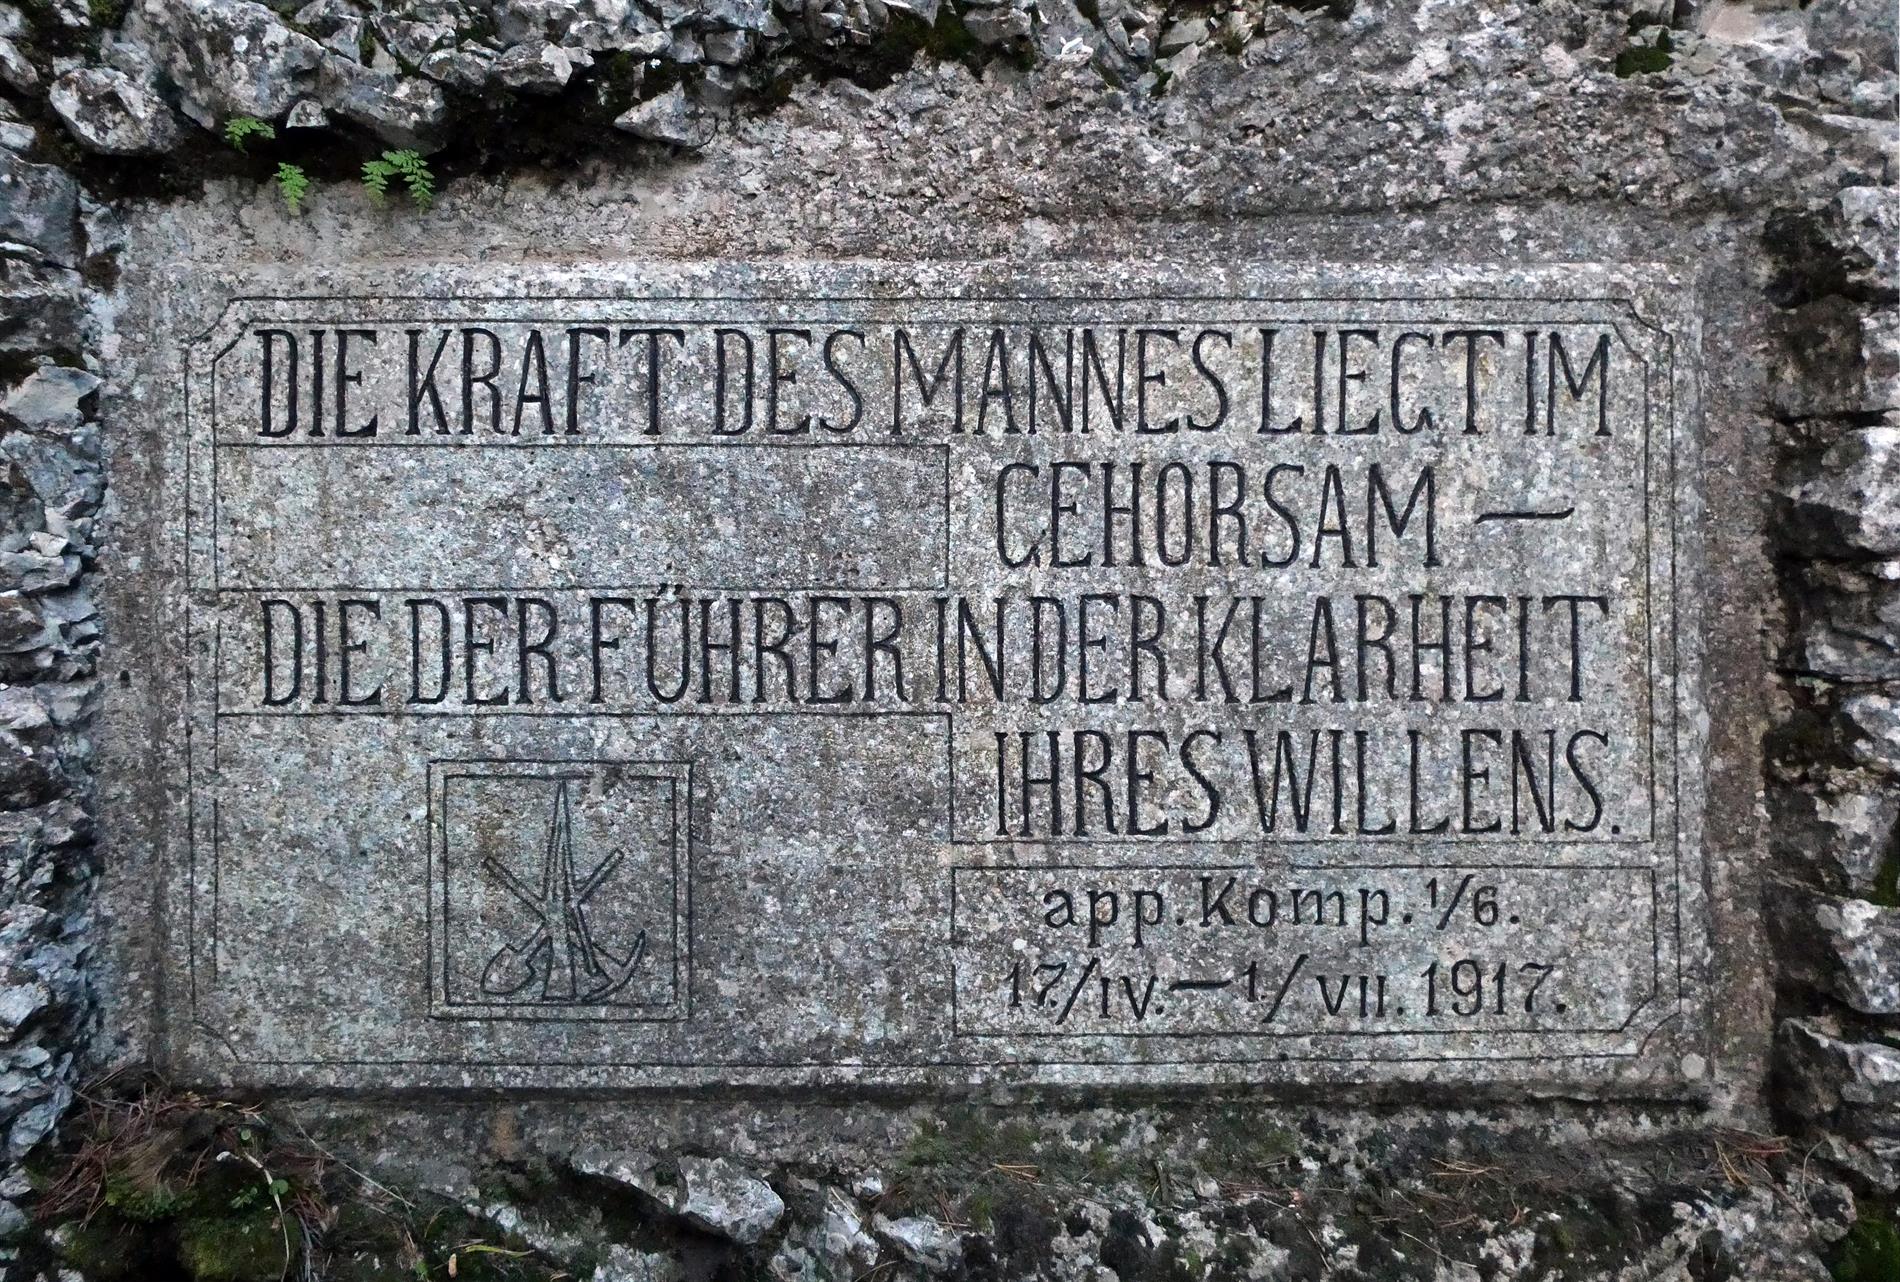 DIE KRAFT DES MANNES LIEGT IM
GEHORSAM —
DIE DER FÜHRER IN DER KLARHEIT
IHRES WILLENS.
app. Komp. 1/6.
17./IV. — 1./VII. 1917.